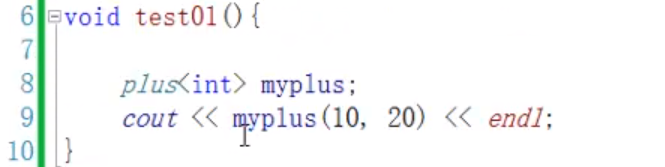 6 void test01(){
7
8 plus<int> myplus;
9 cout << myplus(10, 20) << endl;
10 }